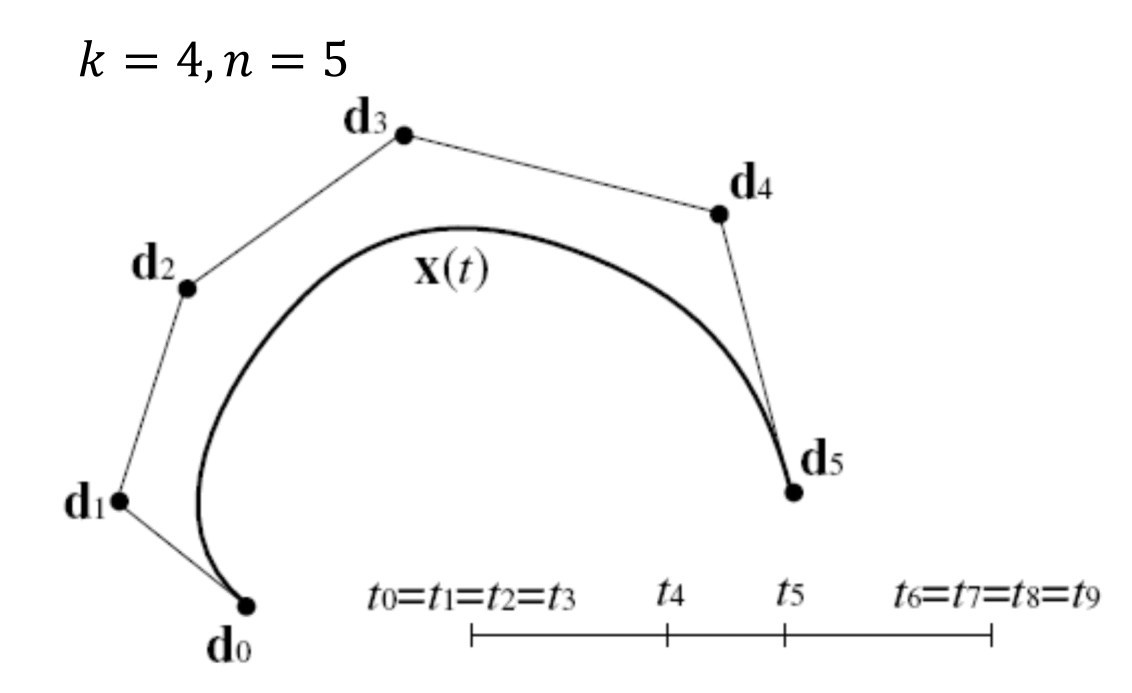 k = 4, n = 5
d3
d4
d2
x(t)
d5
d1
t0=t1=t2=t3 t4 t5 t6=t7=t8=t9
d0